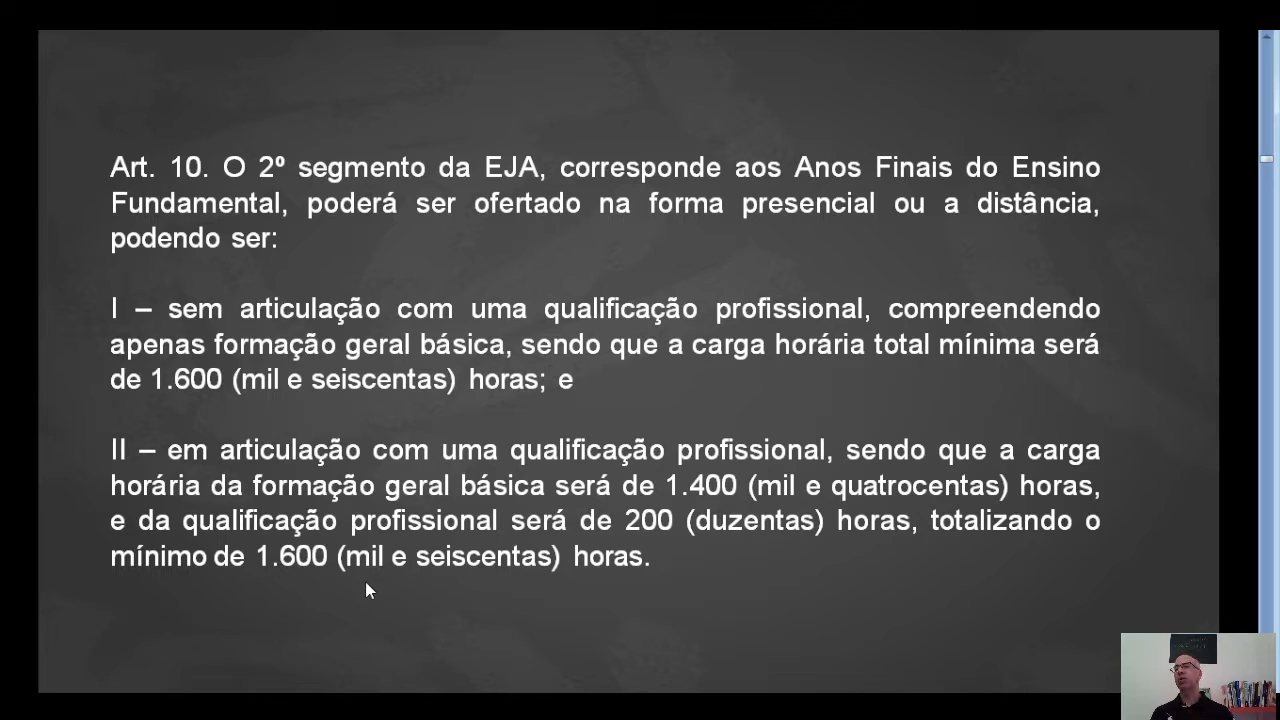 Art. 10. O 2º segmento da EJA, corresponde aos Anos Finais do Ensino
Fundamental, poderá ser ofertado na forma presencial ou a distância,
podendo ser:
I – sem articulação com uma qualificação profissional, compreendendo
apenas formação geral básica, sendo que a carga horária total mínima será
de 1.600 (mil e seiscentas) horas; e
II – em articulação com uma qualificação profissional, sendo que a carga
horária da formação geral básica será de 1.400 (mil e quatrocentas) horas,
e da qualificação profissional será de 200 (duzentas) horas, totalizando o
mínimo de 1.600 (mil e seiscentas) horas.